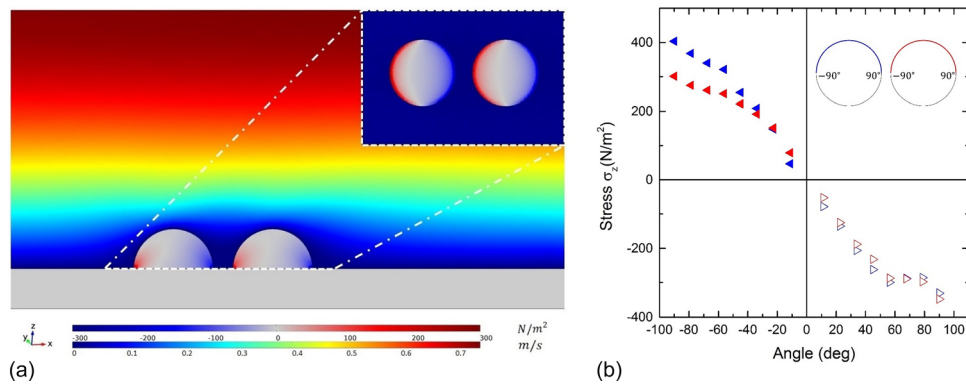 z
y
x
-300 -200 -100 0 100 200 300
N/m²
0 0.1 0.2 0.3 0.4 0.5 0.6 0.7
m/s
(a)
Stress σz(N/m²)
400
200
0
-200
-400
-100 -80 -60 -40 -20 0 20 40 60 80 100
Angle (deg)
−90° 90° −90° 90°
(b)